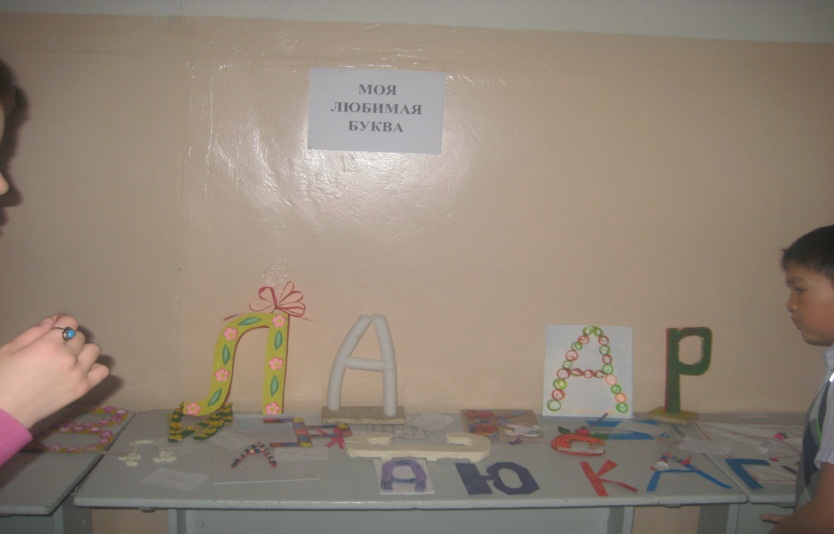 МОЯ
ЛЮБИМАЯ
БУКВА
Л А А Р
А Ю К А Г